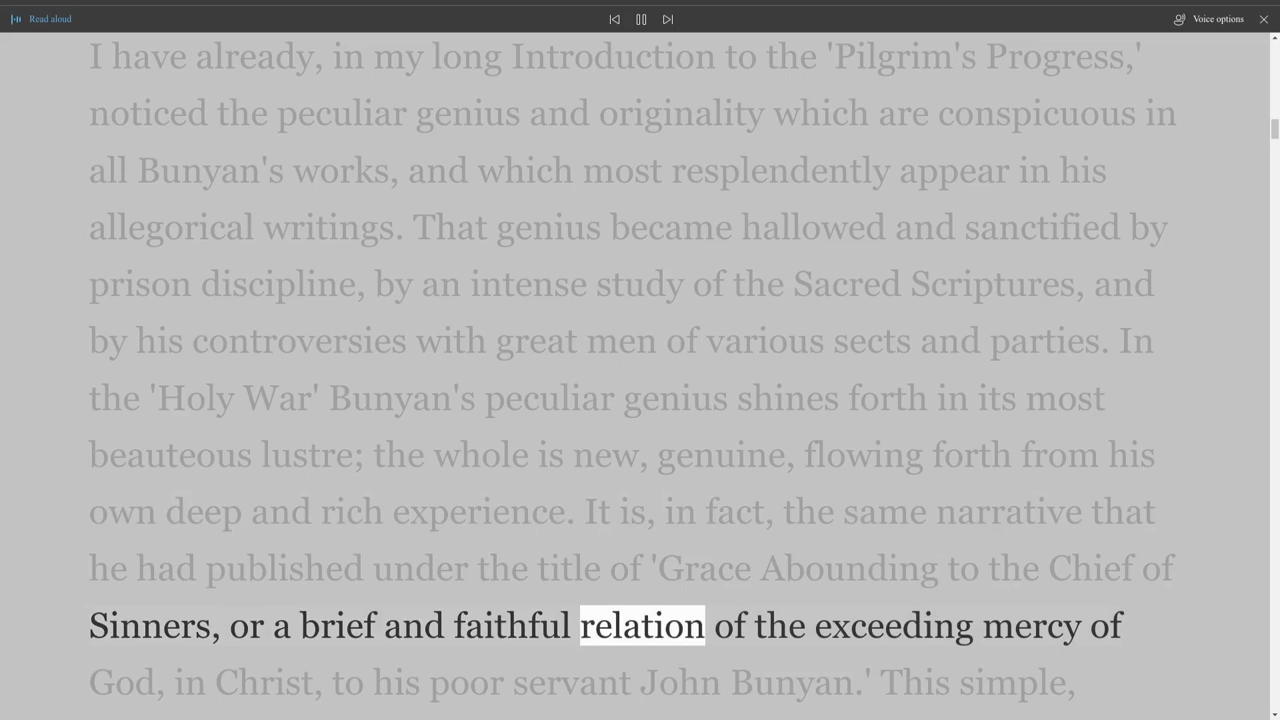 Read aloud
Voice options
I have already, in my long Introduction to the 'Pilgrim's Progress,'
noticed the peculiar genius and originality which are conspicuous in
all Bunyan's works, and which most resplendently appear in his
allegorical writings. That genius became hallowed and sanctified by
prison discipline, by an intense study of the Sacred Scriptures, and
by his controversies with great men of various sects and parties. In
the 'Holy War' Bunyan's peculiar genius shines forth in its most
beauteous lustre; the whole is new, genuine, flowing forth from his
own deep and rich experience. It is, in fact, the same narrative that
he had published under the title of 'Grace Abounding to the Chief of
Sinners, or a brief and faithful relation of the exceeding mercy of
God, in Christ, to his poor servant John Bunyan.' This simple,